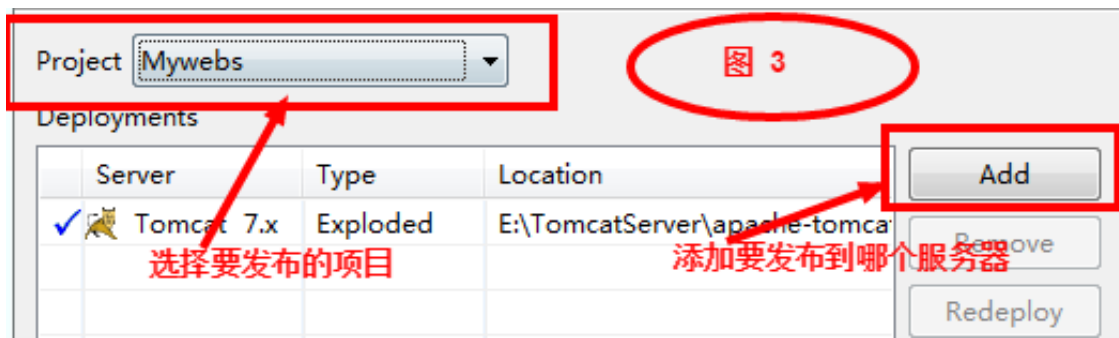 Project Mywebs
图 3
Deployments
Server Type Location
Add
Tomcat 7.x Exploded E:\TomcatServer\apache-tomca
Remove
选择要发布的项目
添加要发布到哪个服务器
Redeploy